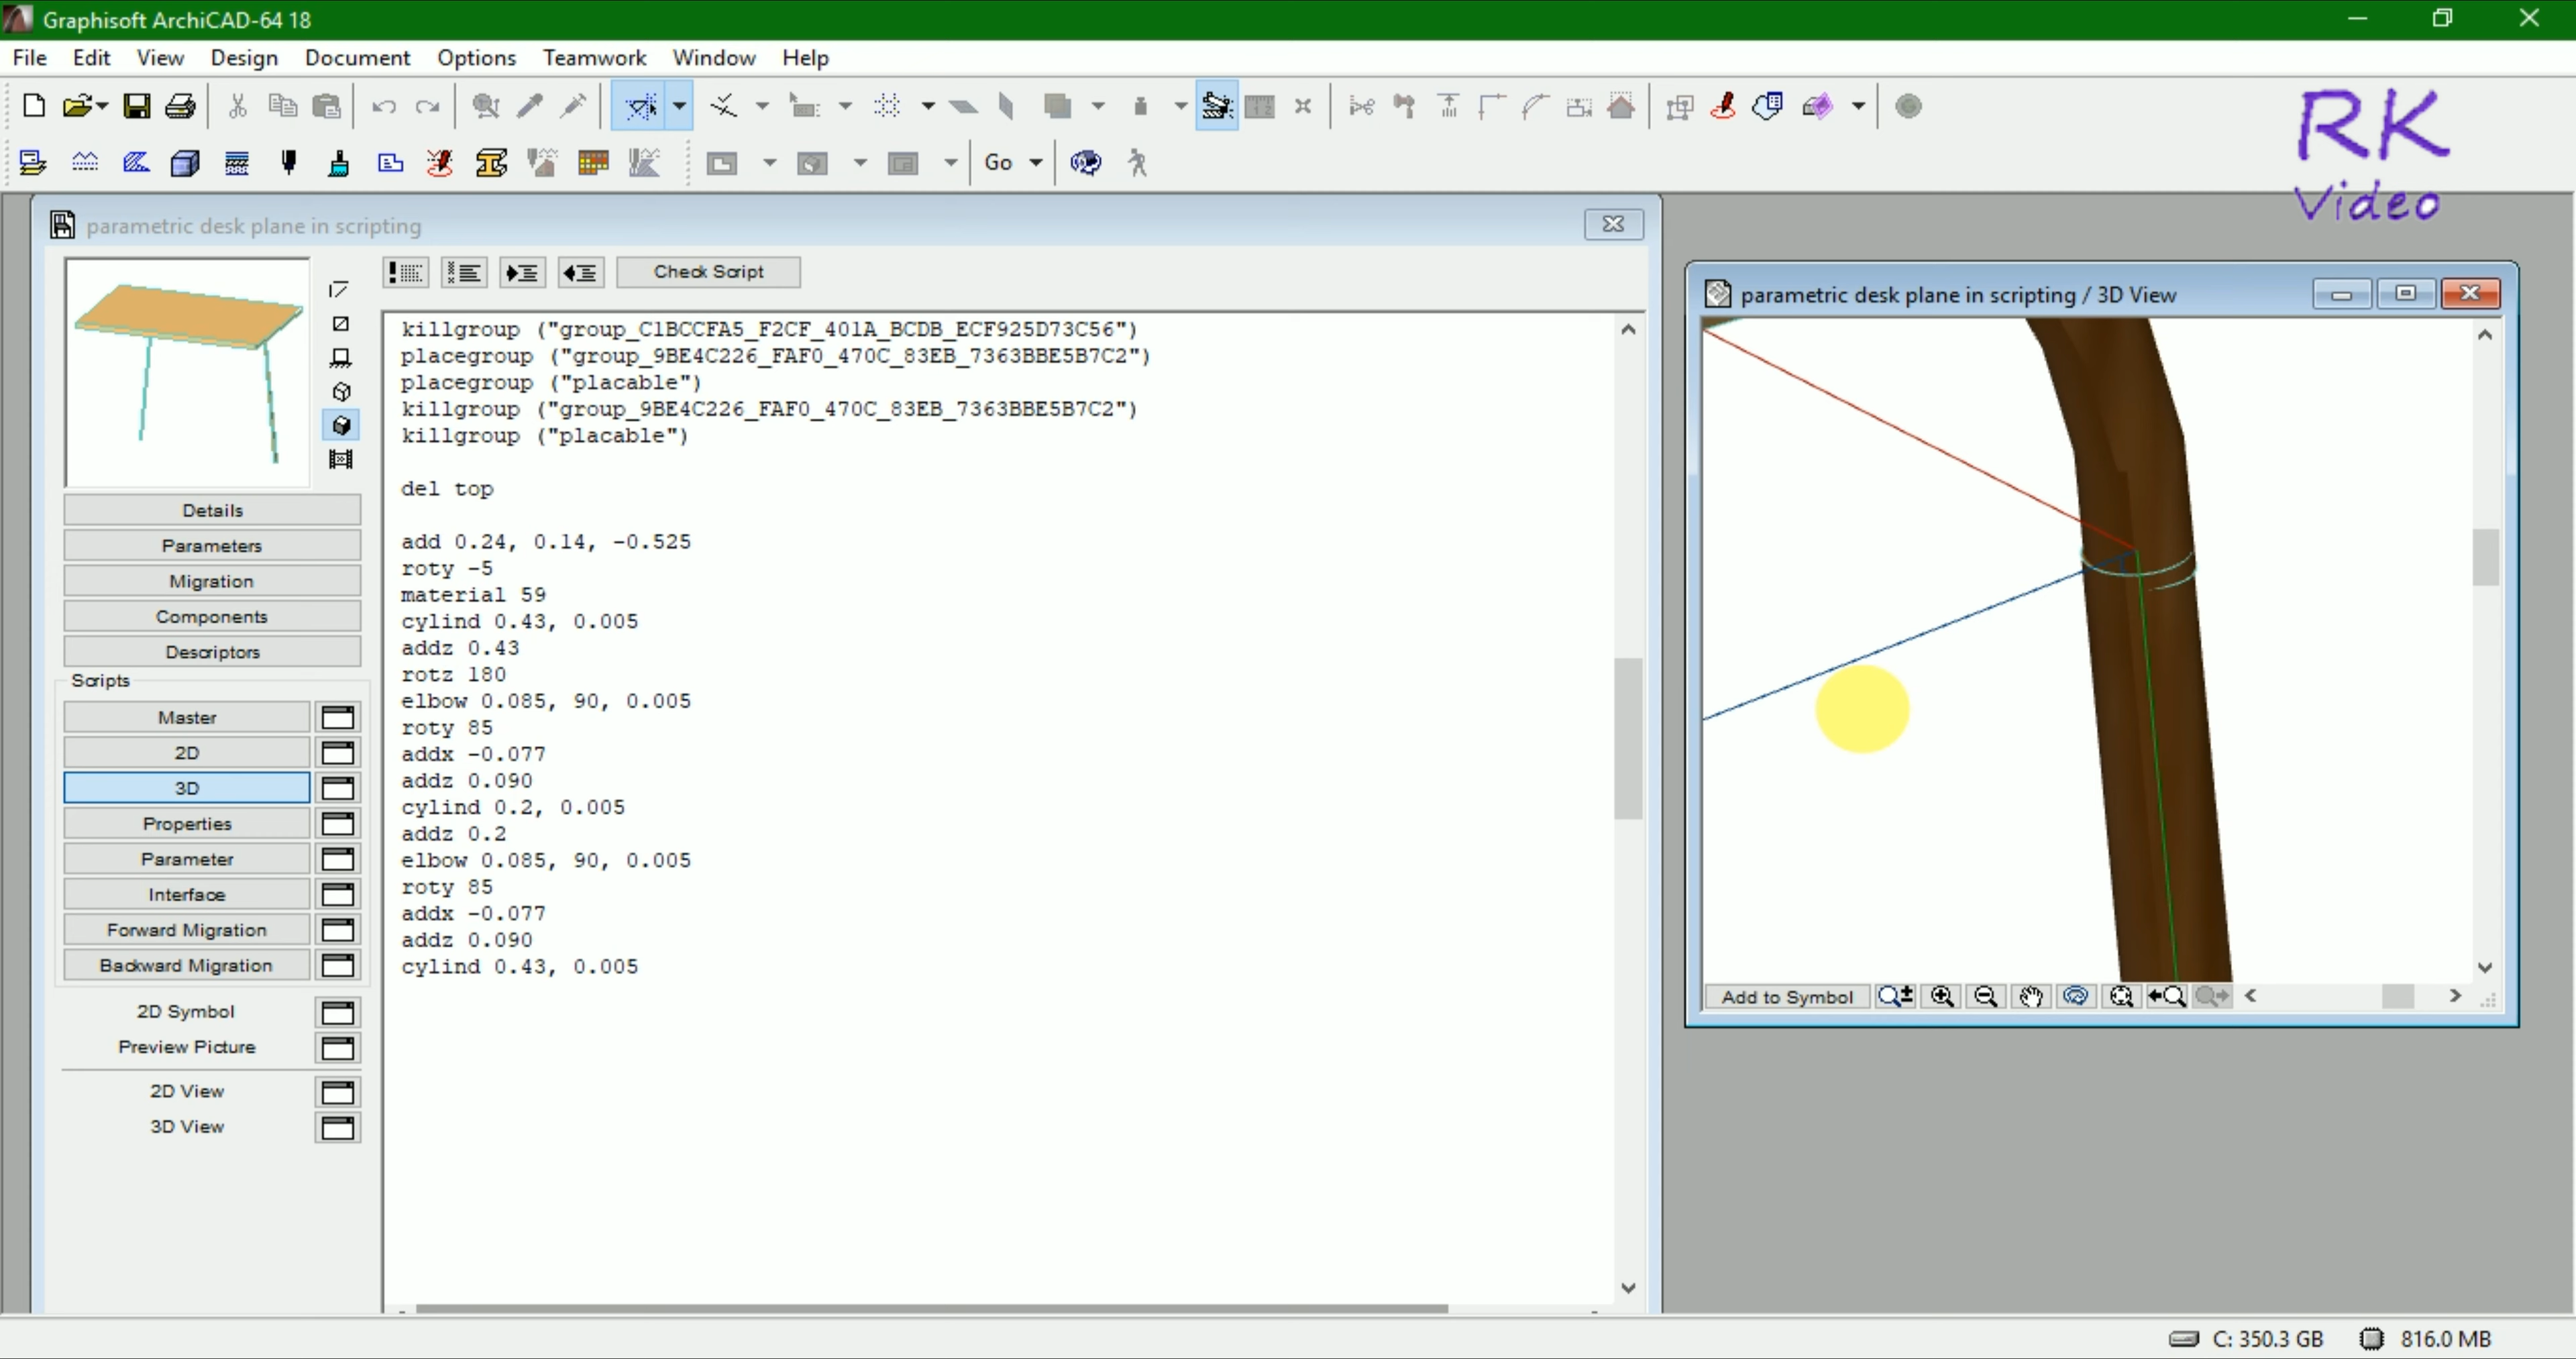 Graphisoft ArchiCAD-64 18
File Edit View Design Document Options Teamwork Window Help
Go
RK
Video
parametric desk plane in scripting
Check Script
Details
Parameters
Migration
Components
Descriptors
Scripts
Master
2D
3D
Properties
Parameter
Interface
Forward Migration
Backward Migration
2D Symbol
Preview Picture
2D View
3D View
killgroup ("group_C1BCCFA5_F2CF_401A_BCDB_ECF925D73C56")
placegroup ("group_9BE4C226_FAF0_470C_83EB_7363BBE5B7C2")
placegroup ("placable")
killgroup ("group_9BE4C226_FAF0_470C_83EB_7363BBE5B7C2")
killgroup ("placable")
del top
add 0.24, 0.14, -0.525
roty -5
material 59
cylind 0.43, 0.005
addz 0.43
rotz 180
elbow 0.085, 90, 0.005
roty 85
addx -0.077
addz 0.090
cylind 0.2, 0.005
addz 0.2
elbow 0.085, 90, 0.005
roty 85
addx -0.077
addz 0.090
cylind 0.43, 0.005
parametric desk plane in scripting / 3D View
Add to Symbol
C: 350.3 GB 816.0 MB